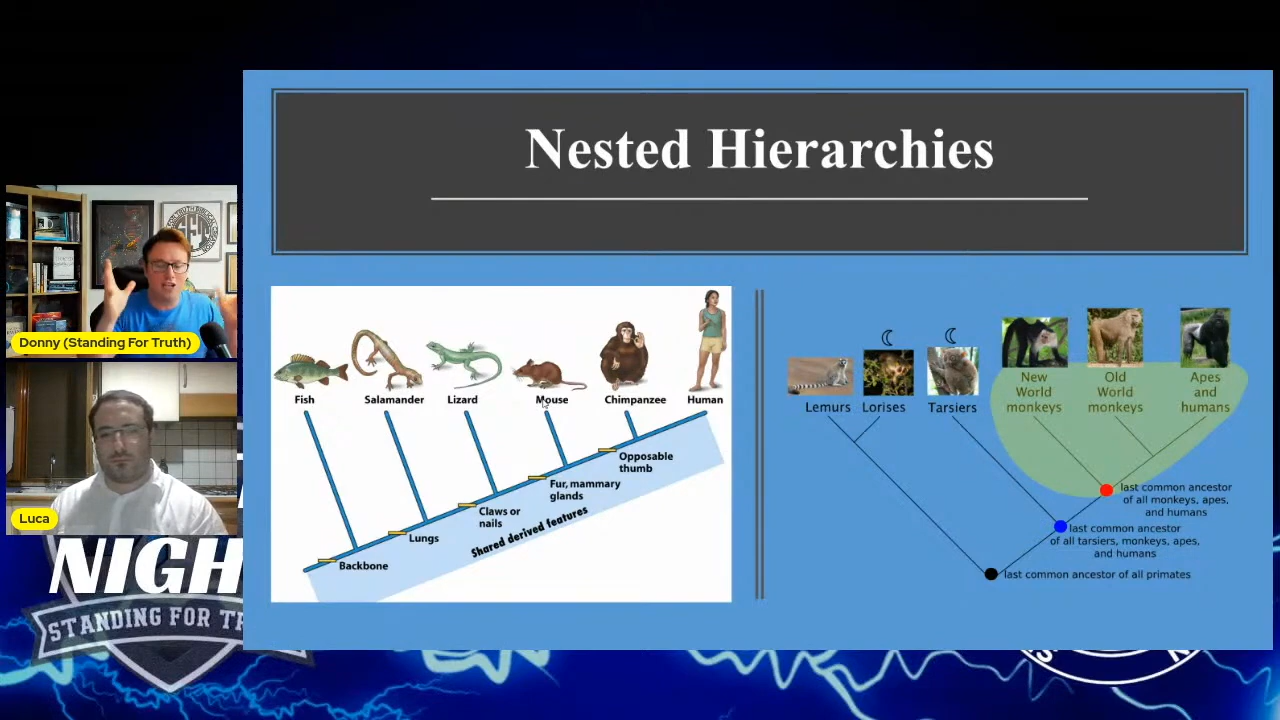 Nested Hierarchies
Donny (Standing For Truth)
Luca
Fish
Salamander
Lizard
Mouse
Chimpanzee
Human
Opposable
thumb
Fur, mammary
glands
Claws or
nails
Shared derived features
Lungs
Backbone
Lemurs
Lorises
Tarsiers
New
World
monkeys
Old
World
monkeys
Apes
and
humans
last common ancestor
of all monkeys, apes,
and humans
last common ancestor
of all tarsiers, monkeys, apes,
and humans
last common ancestor of all primates
NIGH
STANDING FOR TR